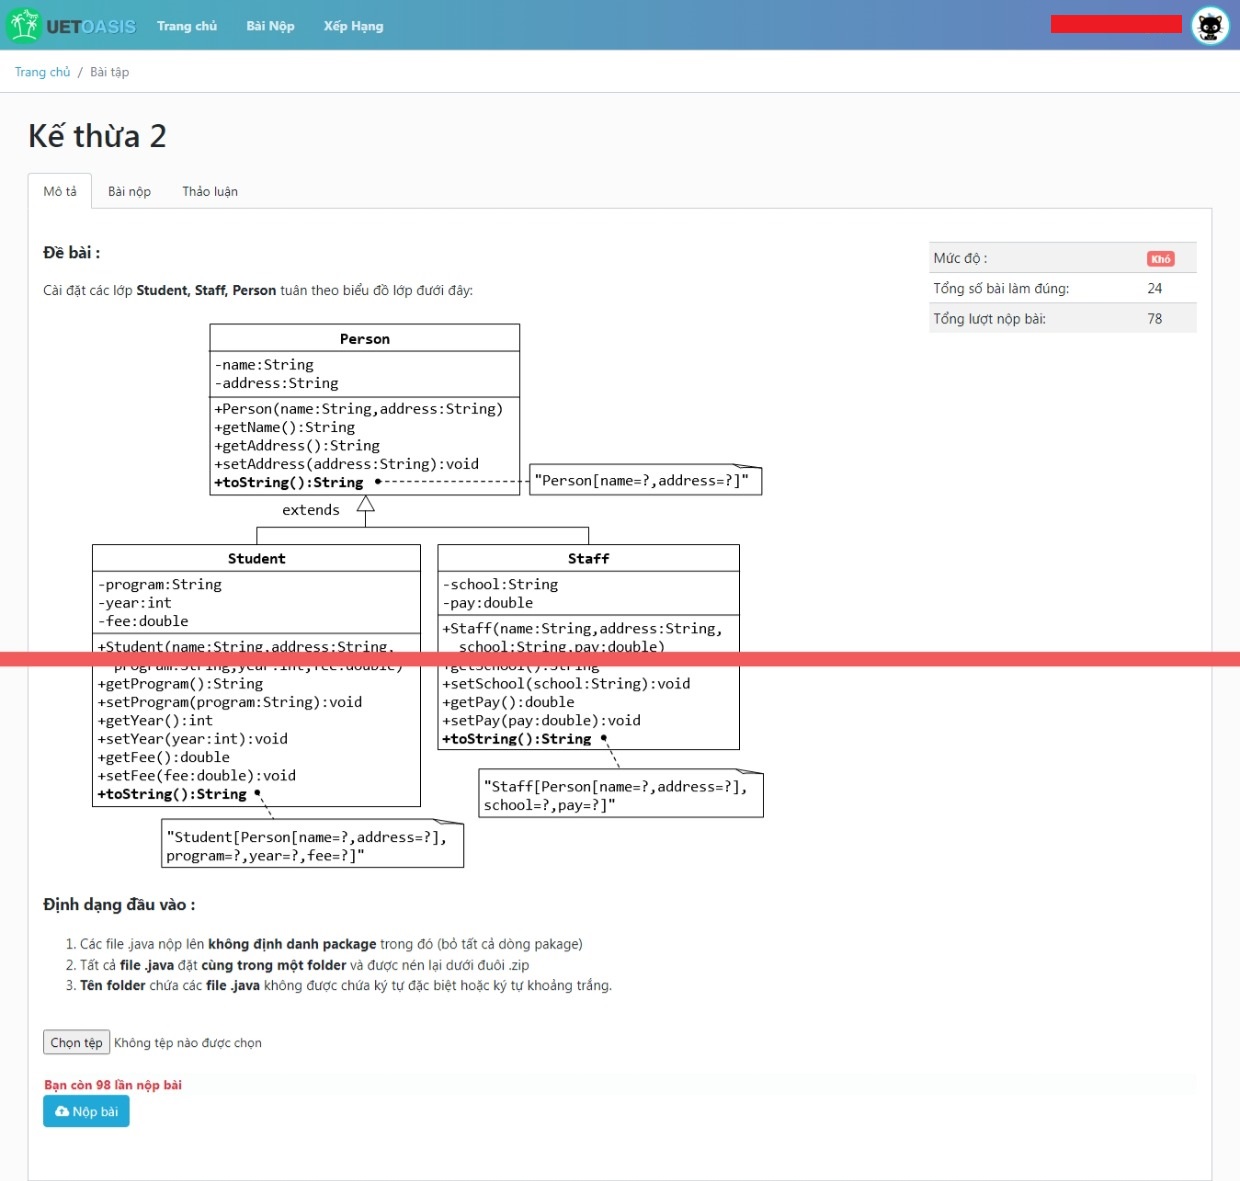 UETOASIS Trang chủ Bài Nộp Xếp Hạng
Trang chủ / Bài tập
Kế thừa 2
Mô tả Bài nộp Thảo luận
Đề bài :
Cài đặt các lớp Student, Staff, Person tuân theo biểu đồ lớp dưới đây:
Mức độ : Khó
Tổng số bài làm đúng: 24
Tổng lượt nộp bài: 78
Person
-name:String
-address:String
+Person(name:String,address:String)
+getName():String
+getAddress():String
+setAddress(address:String):void
+toString():String
"Person[name=?,address=?]"
extends
Student
-program:String
-year:int
-fee:double
+Student(name:String,address:String,
program:String,year:int,fee:double)
+getProgram():String
+setProgram(program:String):void
+getYear():int
+setYear(year:int):void
+getFee():double
+setFee(fee:double):void
+toString():String
"Student[Person[name=?,address=?],
program=?,year=?,fee=?]"
Staff
-school:String
-pay:double
+Staff(name:String,address:String,
school:String,pay:double)
+getSchool():String
+setSchool(school:String):void
+getPay():double
+setPay(pay:double):void
+toString():String
"Staff[Person[name=?,address=?],
school=?,pay=?]"
Định dạng đầu vào :
1. Các file .java nộp lên không định danh package trong đó (bỏ tất cả dòng pakage)
2. Tất cả file .java đặt cùng trong một folder và được nén lại dưới đuôi .zip
3. Tên folder chứa các file .java không được chứa ký tự đặc biệt hoặc ký tự khoảng trắng.
Chọn tệp Không tệp nào được chọn
Bạn còn 98 lần nộp bài
Nộp bài